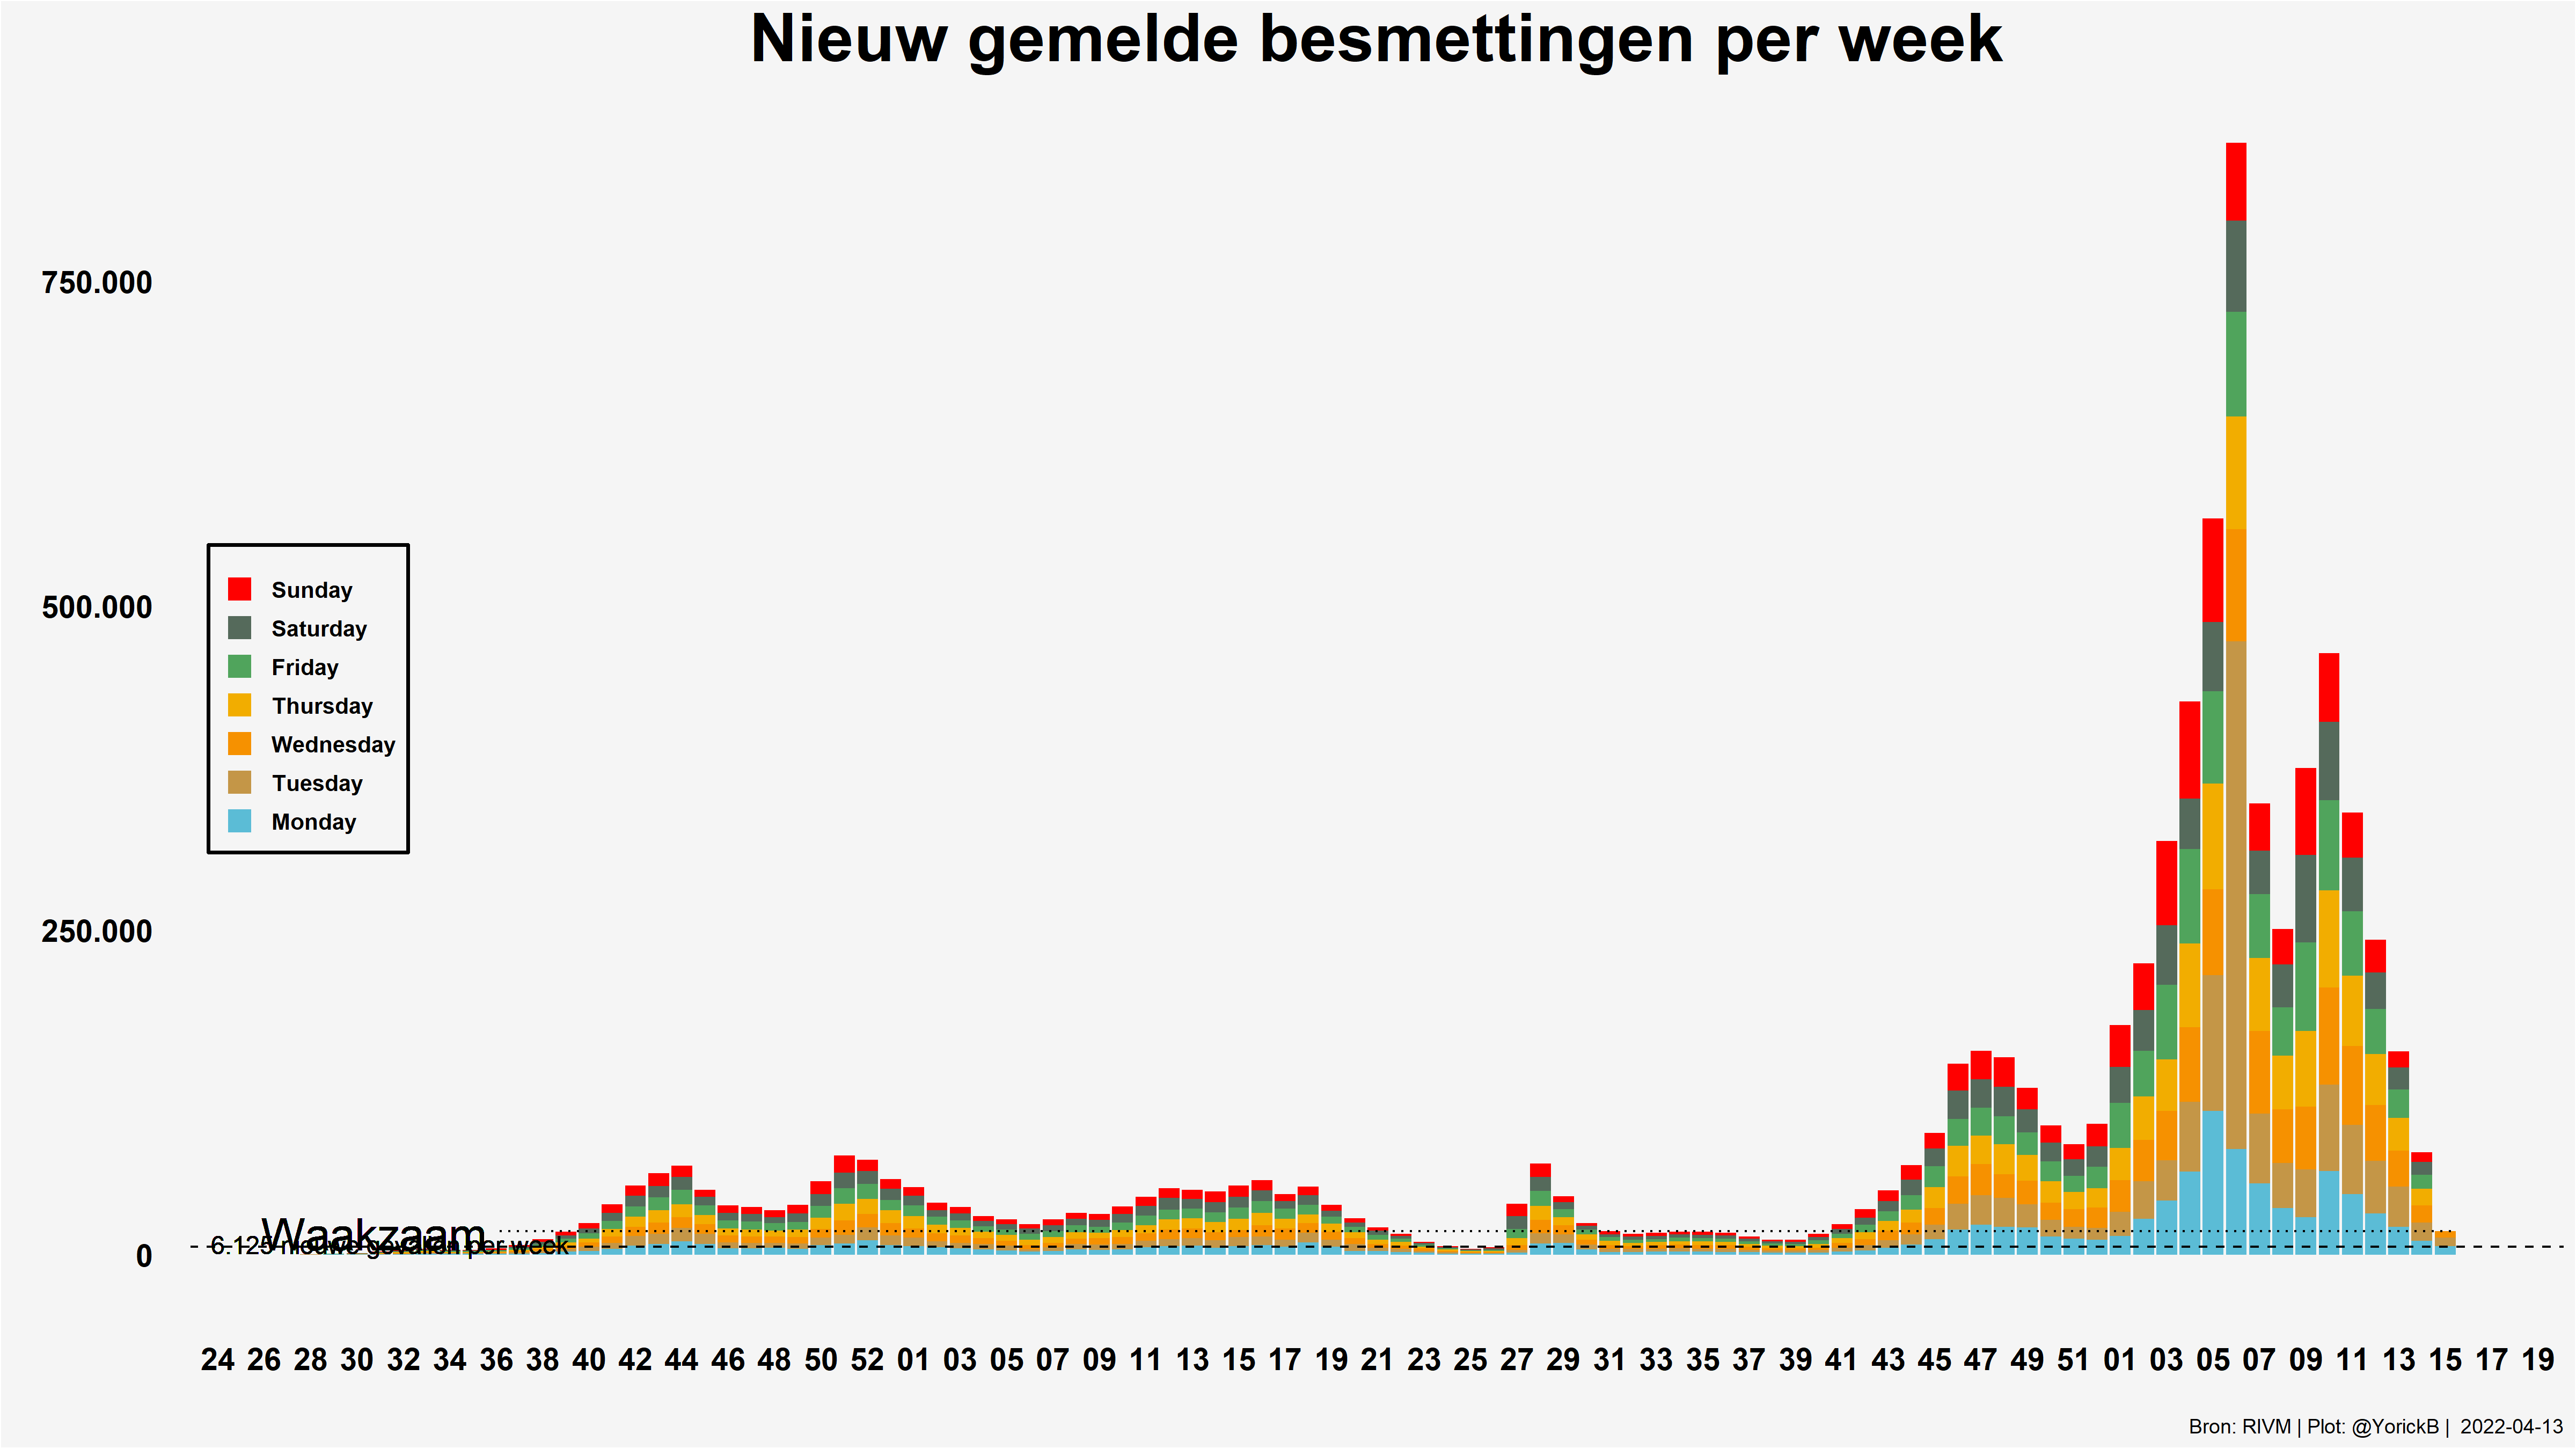 Nieuw gemelde besmettingen per week
750.000
500.000
250.000
0
Sunday
Saturday
Friday
Thursday
Wednesday
Tuesday
Monday
Waakzaam
6.125 nieuwe gevallen per week
24 26 28 30 32 34 36 38 40 42 44 46 48 50 52 01 03 05 07 09 11 13 15 17 19 21 23 25 27 29 31 33 35 37 39 41 43 45 47 49 51 01 03 05 07 09 11 13 15 17 19
Bron: RIVM | Plot: @YorickB | 2022-04-13